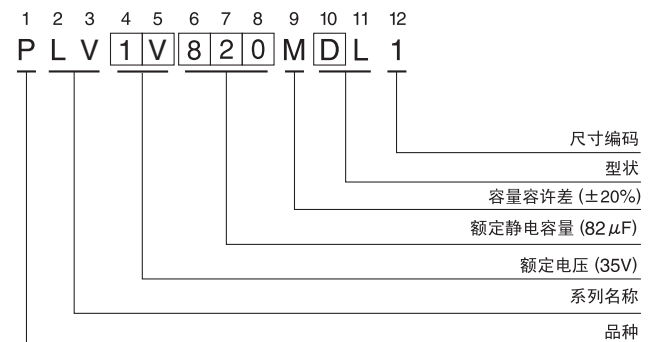 1 2 3 4 5 6 7 8 9 10 11 12
P L V 1 V 8 2 0 M D L 1
尺寸编码
型状
容量容许差 (±20%)
额定静电容量 (82μF)
额定电压 (35V)
系列名称
品种